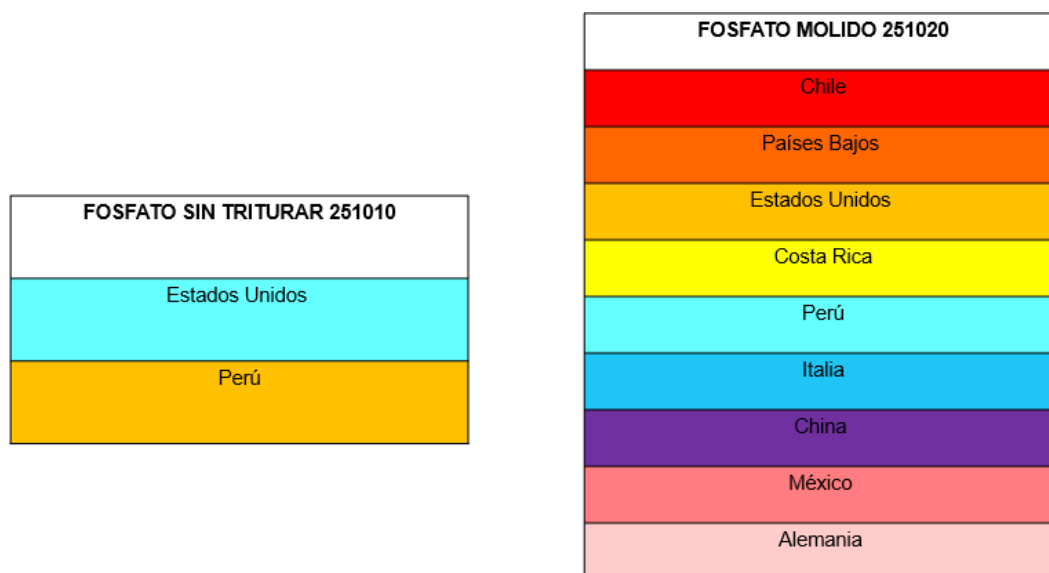 FOSFATO SIN TRITURAR 251010
Estados Unidos
Perú
FOSFATO MOLIDO 251020
Chile
Países Bajos
Estados Unidos
Costa Rica
Perú
Italia
China
México
Alemania